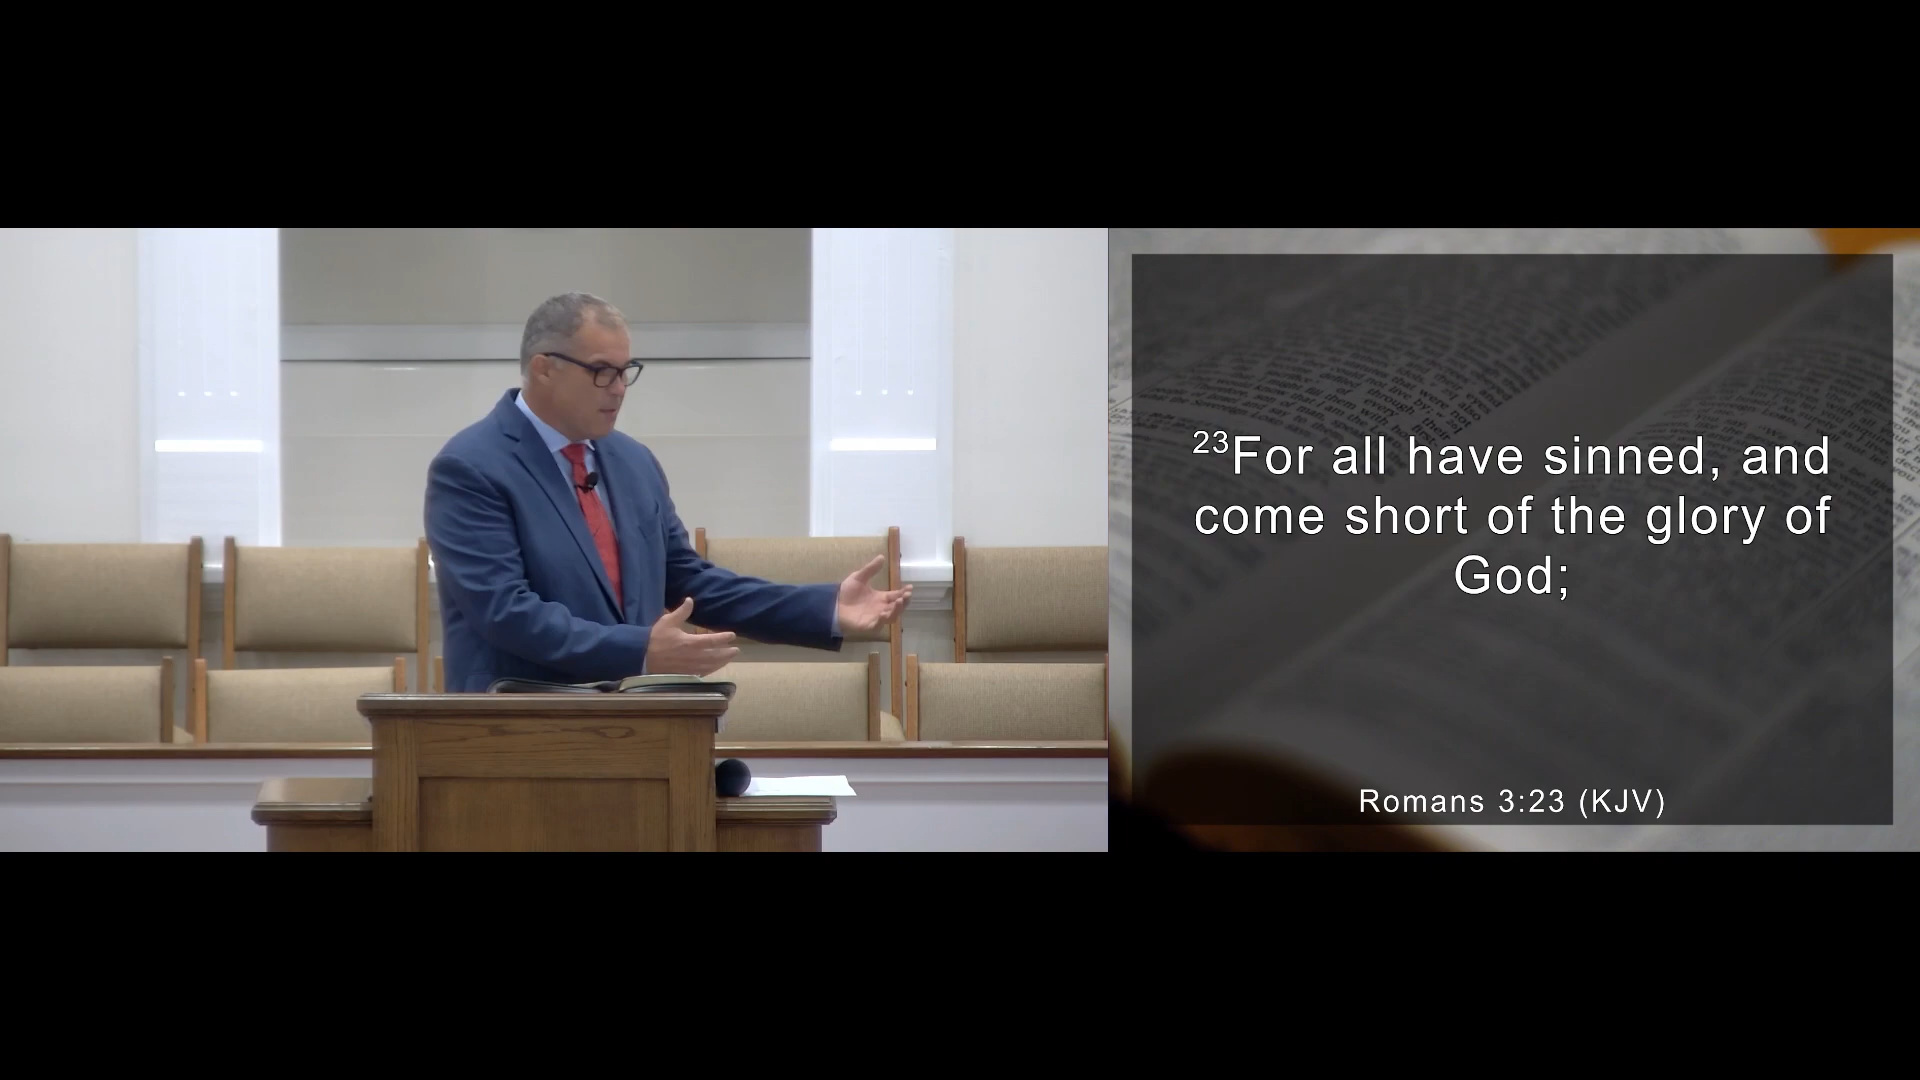 ²³For all have sinned, and
come short of the glory of
God;
Romans 3:23 (KJV)